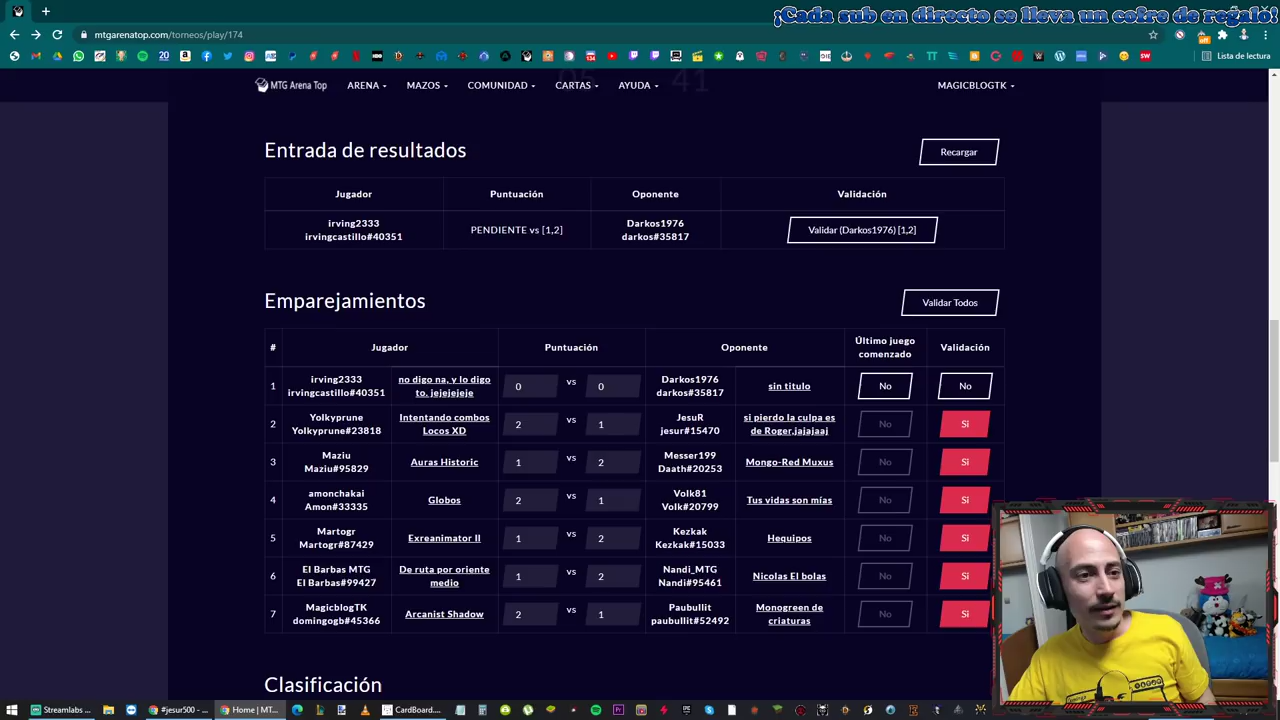 ¡Cada sub en directo se lleva un cofre de regalo!
mtgarenatop.com/torneos/play/174
Lista de lectura
MTG Arena Top ARENA MAZOS COMUNIDAD CARTAS AYUDA 41 MAGICBLOGTK
Entrada de resultados
Recargar
Jugador Puntuación Oponente Validación
irving2333
irvingcastillo#40351
PENDIENTE vs [1,2]
Darkos1976
darkos#35817
Validar (Darkos1976) [1,2]
Emparejamientos
Validar Todos
# Jugador Puntuación Oponente Último juego
comenzado
Validación
1 irving2333
irvingcastillo#40351
no digo na, y lo digo
to. jejejejeje
0 vs 0
Darkos1976
darkos#35817
sin titulo
No No
2 Yolkyprune
Yolkyprune#23818
Intentando combos
Locos XD
2 vs 1
JesuR
jesur#15470
si pierdo la culpa es
de Roger,jajajaaj
No Si
3 Maziu
Maziu#95829
Auras Historic
1 vs 2
Messer199
Daath#20253
Mongo-Red Muxus
No Si
4 amonchakai
Amon#33335
Globos
2 vs 1
Volk81
Volk#20799
Tus vidas son mías
No Si
5 Martogr
Martogr#87429
Exreanimator II
1 vs 2
Kezkak
Kezkak#15033
Hequipos
No Si
6 El Barbas MTG
El Barbas#99427
De ruta por oriente
medio
1 vs 2
Nandi_MTG
Nandi#95461
Nicolas El bolas
No Si
7 MagicblogTK
domingogb#45366
Arcanist Shadow
2 vs 1
Paubullit
paubullit#52492
Monogreen de
criaturas
No Si
Clasificación
Streamlabs ... #jesur500 - ... Home | MT... CardBoard...